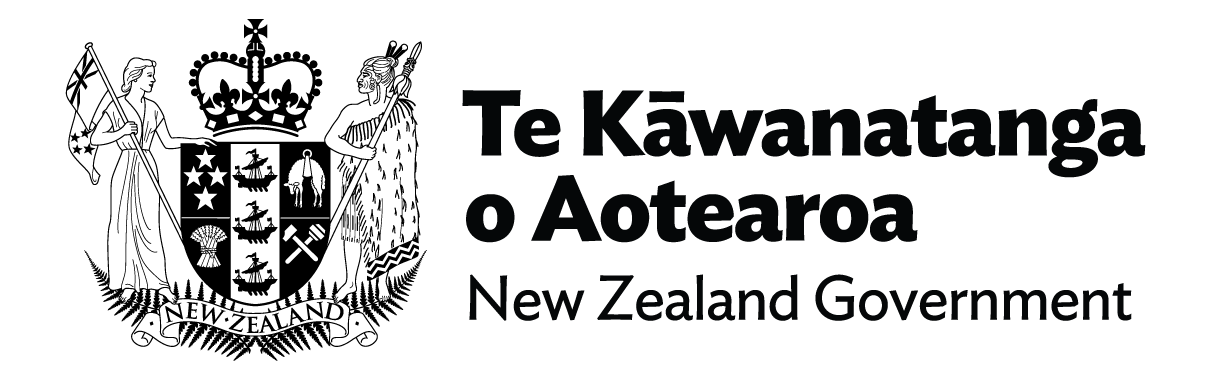 Te Kāwanatanga
o Aotearoa
New Zealand Government
NEW·ZEALAND